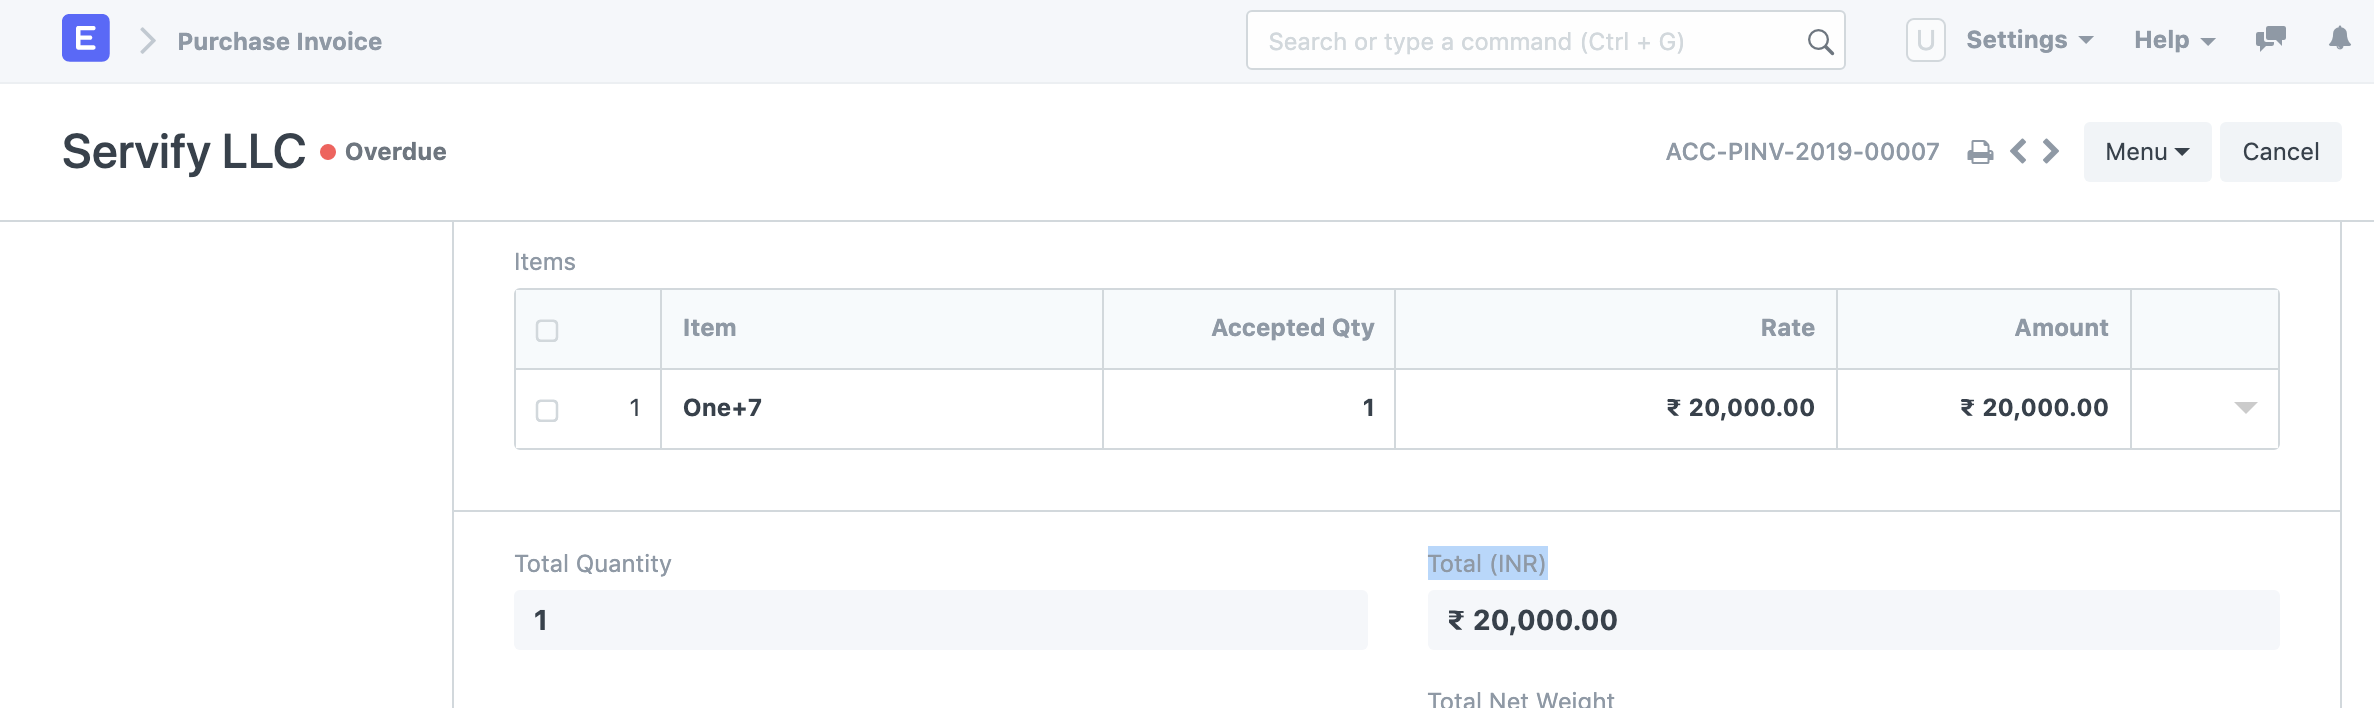 E Purchase Invoice Search or type a command (Ctrl + G) U Settings Help
Servify LLC Overdue ACC-PINV-2019-00007 Menu Cancel
Items
Item Accepted Qty Rate Amount
1 One+7 1 ₹ 20,000.00 ₹ 20,000.00
Total Quantity Total (INR)
1 ₹ 20,000.00
Total Net Weight